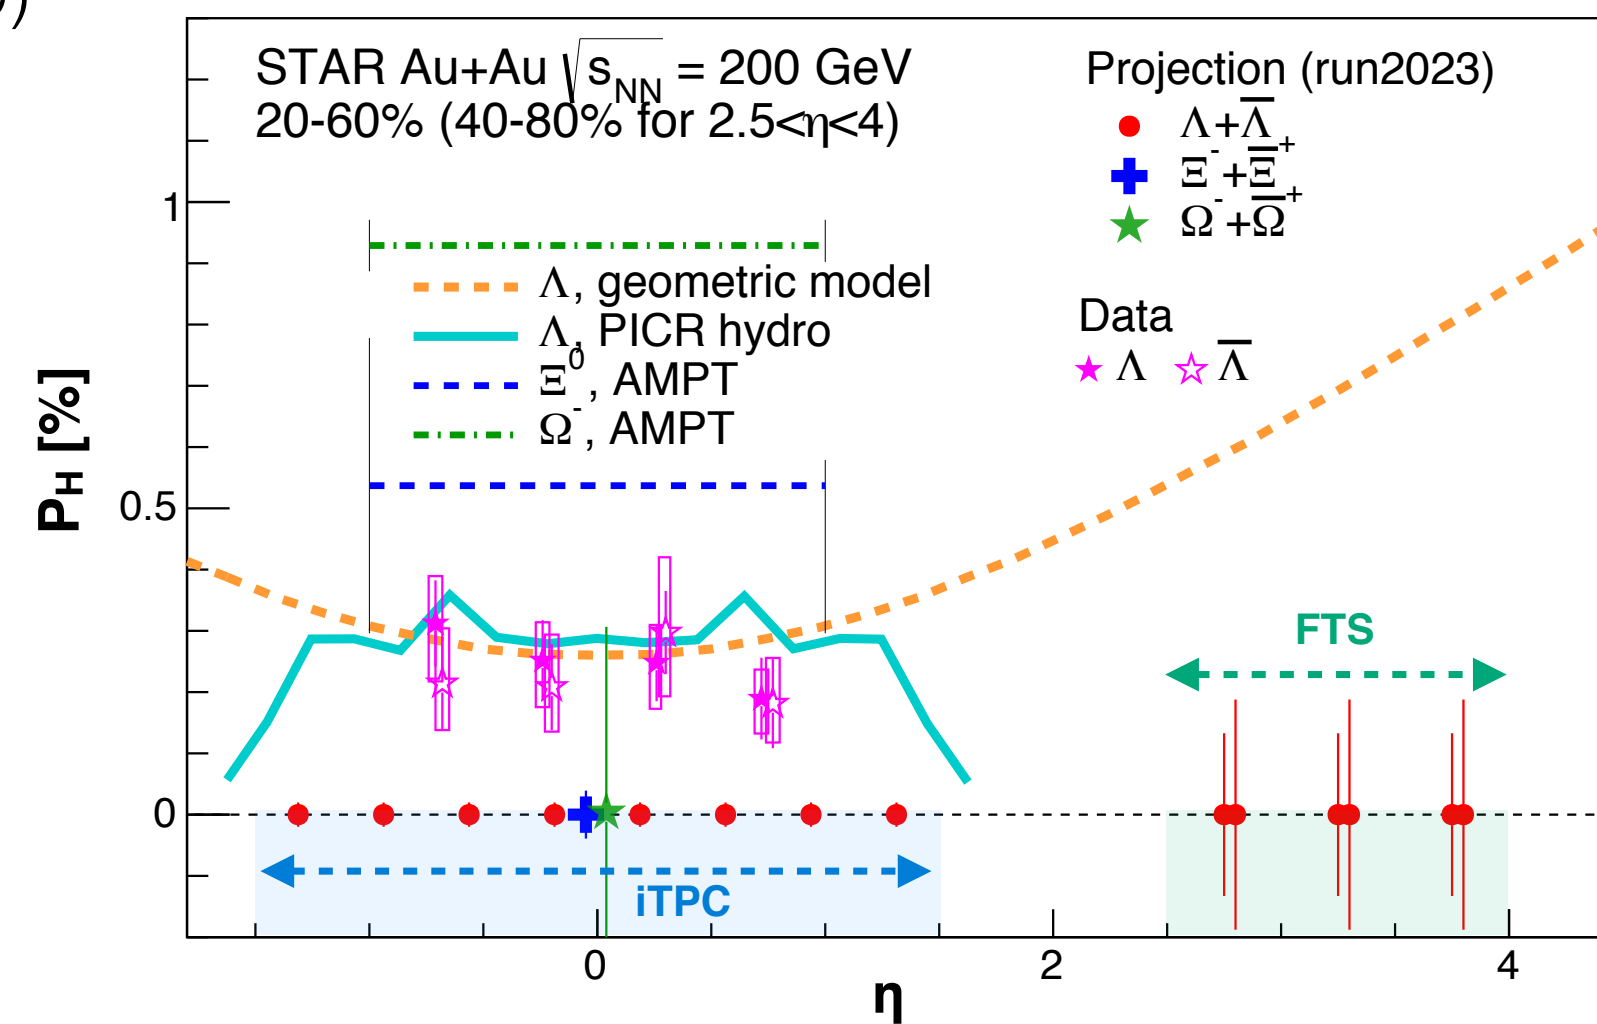 )
STAR Au+Au √sNN = 200 GeV
20-60% (40-80% for 2.5<η<4)
Projection (run2023)
Λ+Λ̅
Ξ⁻+Ξ̅⁺
Ω⁻+Ω̅⁺
Λ, geometric model
Λ, PICR hydro
Ξ⁰, AMPT
Ω⁻, AMPT
Data
Λ Λ̅
1
0.5
0
PH [%]
FTS
iTPC
0 2 4
η